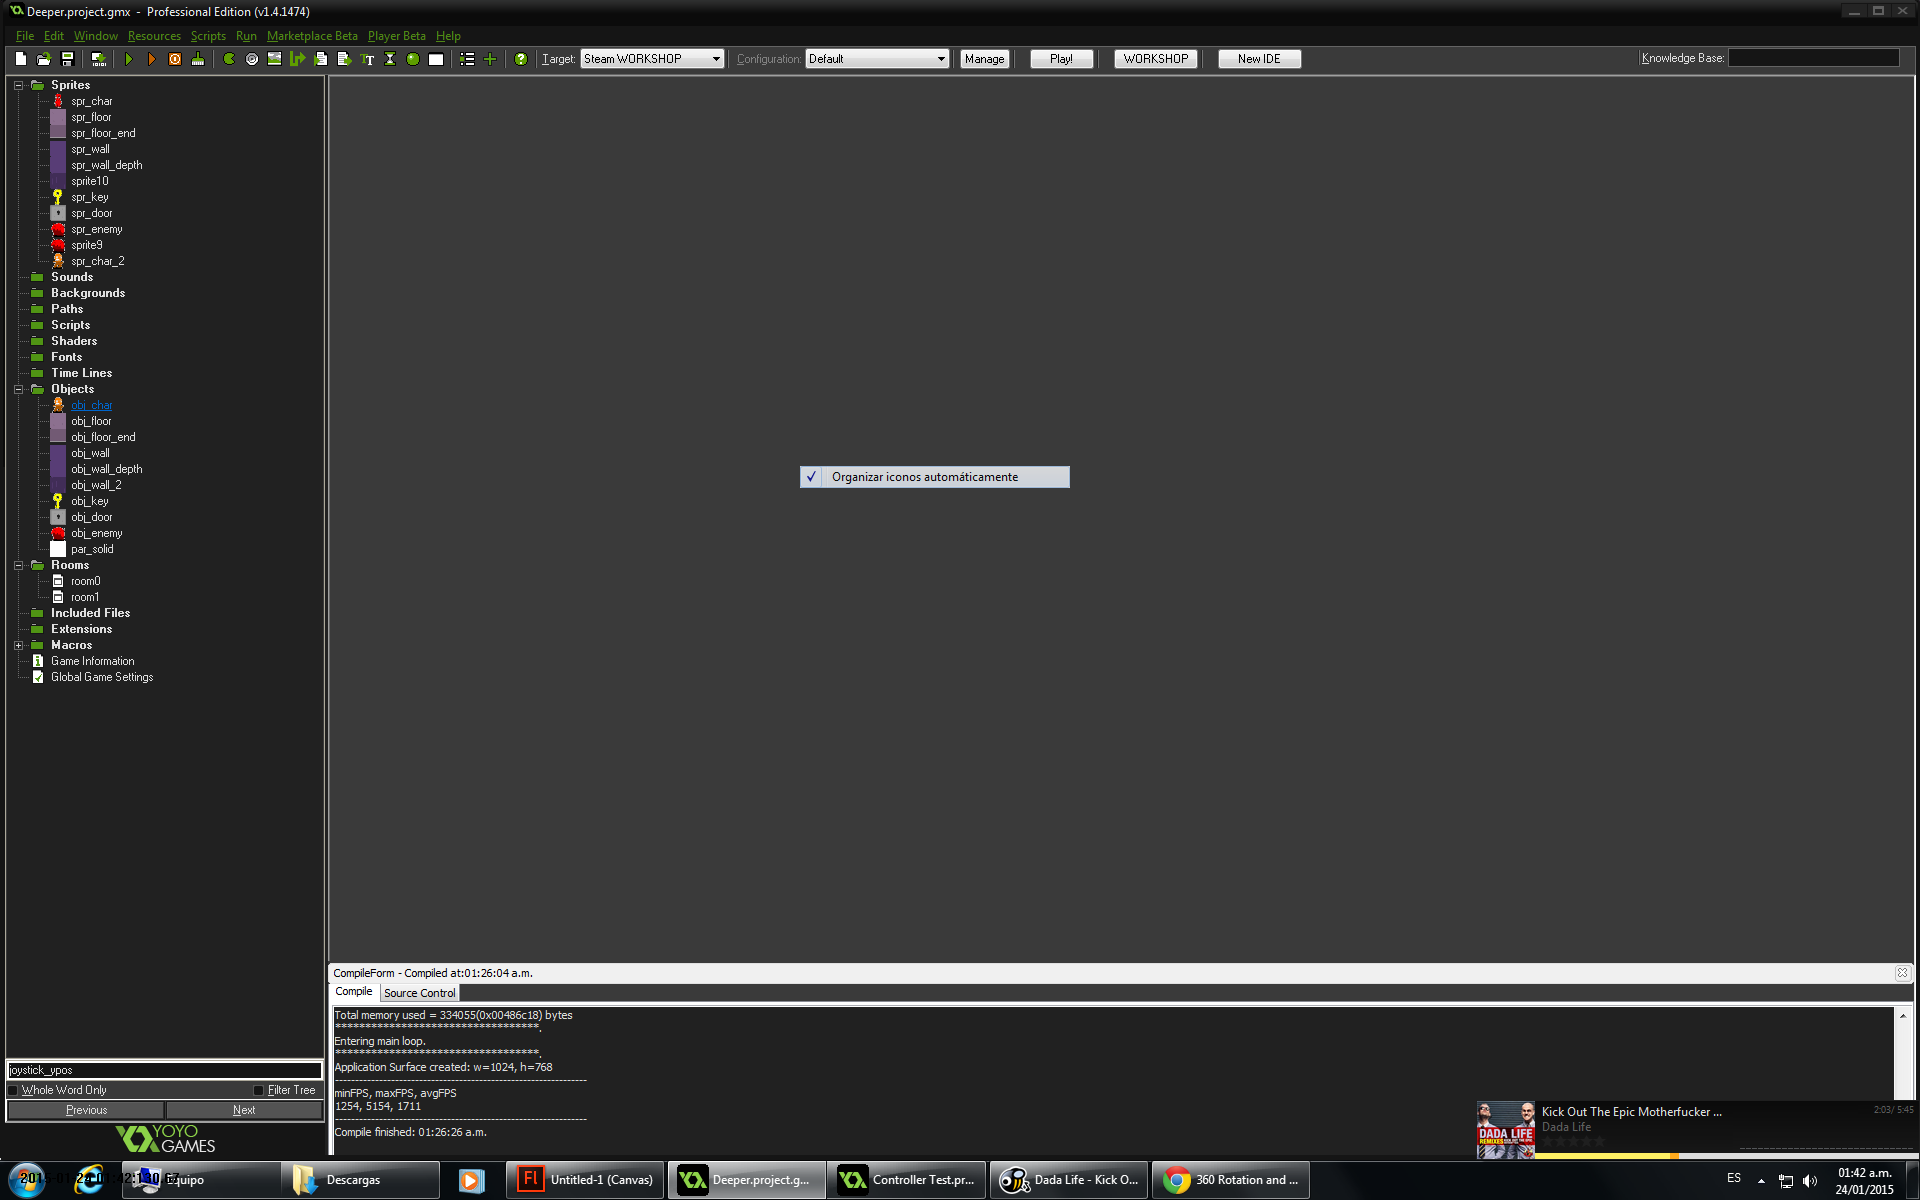 Deeper.project.gmx - Professional Edition (v1.4.1474)
File Edit Window Resources Scripts Run Marketplace Beta Player Beta Help
Target: Steam WORKSHOP Configuration: Default Manage Play! WORKSHOP New IDE Knowledge Base:
Sprites
spr_char
spr_floor
spr_floor_end
spr_wall
spr_wall_depth
sprite10
spr_key
spr_door
spr_enemy
sprite9
spr_char_2
Sounds
Backgrounds
Paths
Scripts
Shaders
Fonts
Time Lines
Objects
obj_char
obj_floor
obj_floor_end
obj_wall
obj_wall_depth
obj_wall_2
obj_key
obj_door
obj_enemy
par_solid
Rooms
room0
room1
Included Files
Extensions
Macros
Game Information
Global Game Settings
Organizar iconos automáticamente
joystick_ypos
Whole Word Only Filter Tree
Previous Next
YOYO GAMES
CompileForm - Compiled at:01:26:04 a.m.
Compile Source Control
Total memory used = 334055(0x00486c18) bytes
**********************************.
Entering main loop.
**********************************.
Application Surface created: w=1024, h=768
minFPS, maxFPS, avgFPS
1254, 5154, 1711
Compile finished: 01:26:26 a.m.
Kick Out The Epic Motherfucker ...
2:03/ 5:45
Dada Life
DADA LIFE
REMIXES
Equipo
Descargas
Untitled-1 (Canvas)
Deeper.project.g...
Controller Test.pr...
Dada Life - Kick O...
360 Rotation and ...
ES
01:42 a.m.
24/01/2015